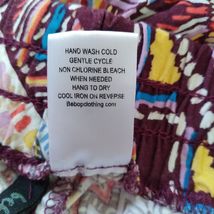 HAND WASH COLD
GENTLE CYCLE
NON CHLORINE BLEACH
WHEN NEEDED
HANG TO DRY
COOL IRON ON REVERSE
Bebopclothing.com